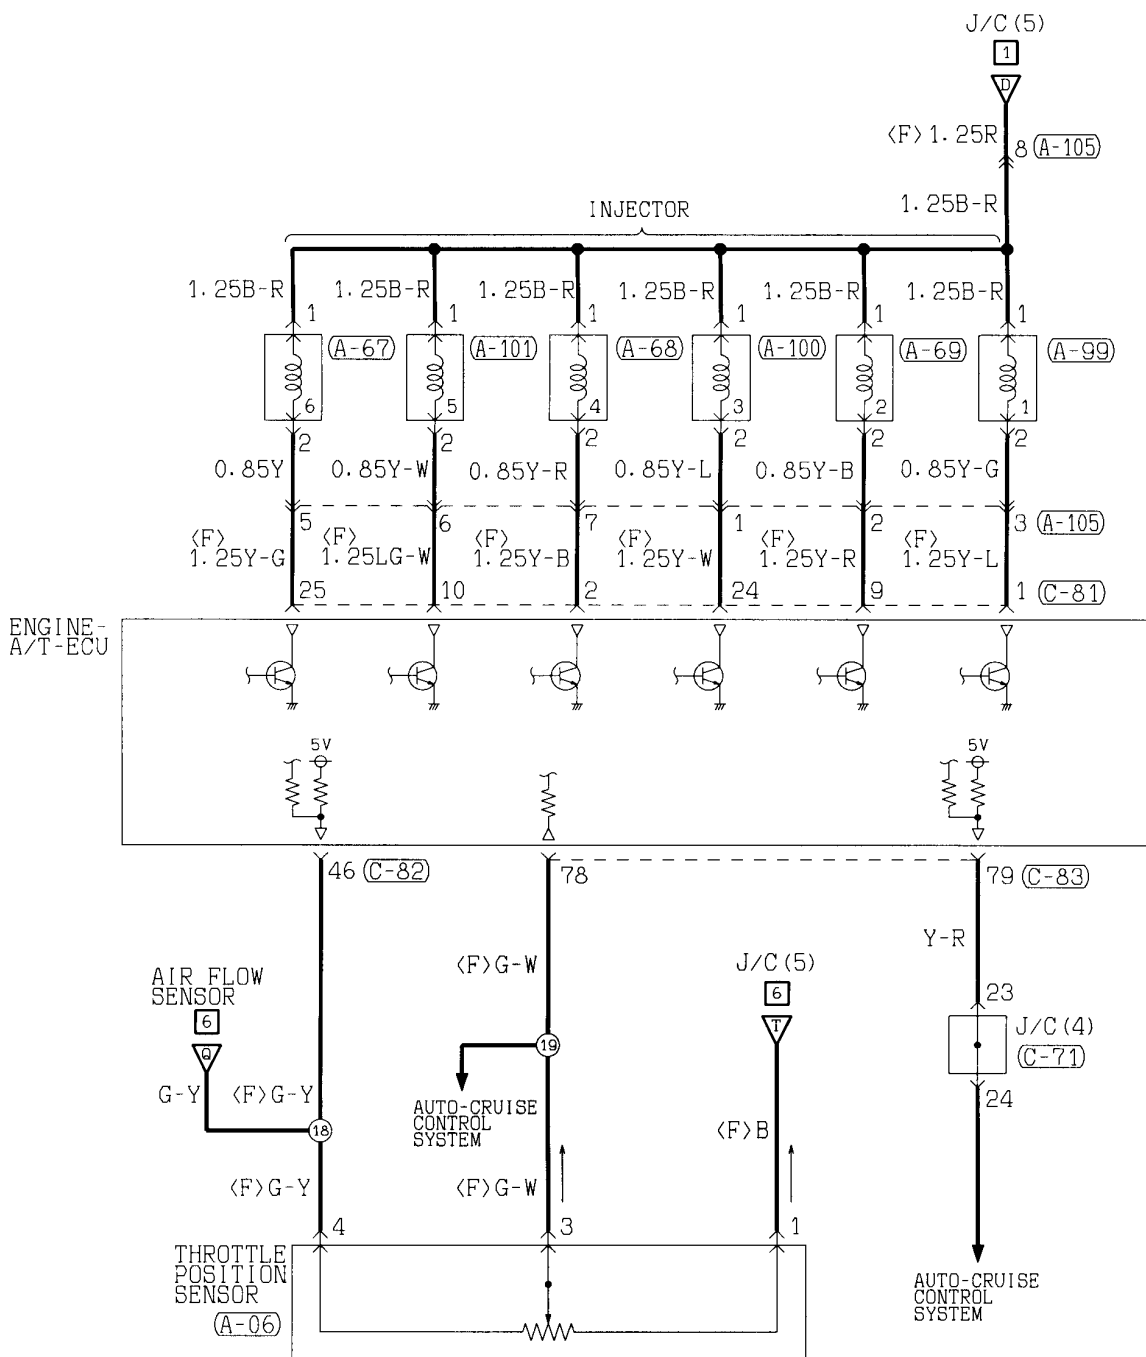 J/C(5)
1
D
<F>1.25R
8 (A-105)
1.25B-R
INJECTOR
1.25B-R 1.25B-R 1.25B-R 1.25B-R 1.25B-R 1.25B-R
1 1 1 1 1 1
(A-67) (A-101) (A-68) (A-100) (A-69) (A-99)
6 5 4 3 2 1
2 2 2 2 2 2
0.85Y 0.85Y-W 0.85Y-R 0.85Y-L 0.85Y-B 0.85Y-G
5 6 7 1 2 3 (A-105)
<F> <F> <F> <F> <F> <F>
1.25Y-G 1.25LG-W 1.25Y-B 1.25Y-W 1.25Y-R 1.25Y-L
25 10 2 24 9 1 (C-81)
ENGINE-
A/T-ECU
5V 5V
46 (C-82) 78 79 (C-83)
Y-R
<F>G-W
J/C(5)
6
T
AIR FLOW
SENSOR
6
Q
23
J/C(4)
(C-71)
24
19
G-Y <F>G-Y
AUTO-CRUISE
CONTROL
SYSTEM
18
<F>B
<F>G-Y <F>G-W
4 3 1
THROTTLE
POSITION
SENSOR
(A-06)
AUTO-CRUISE
CONTROL
SYSTEM